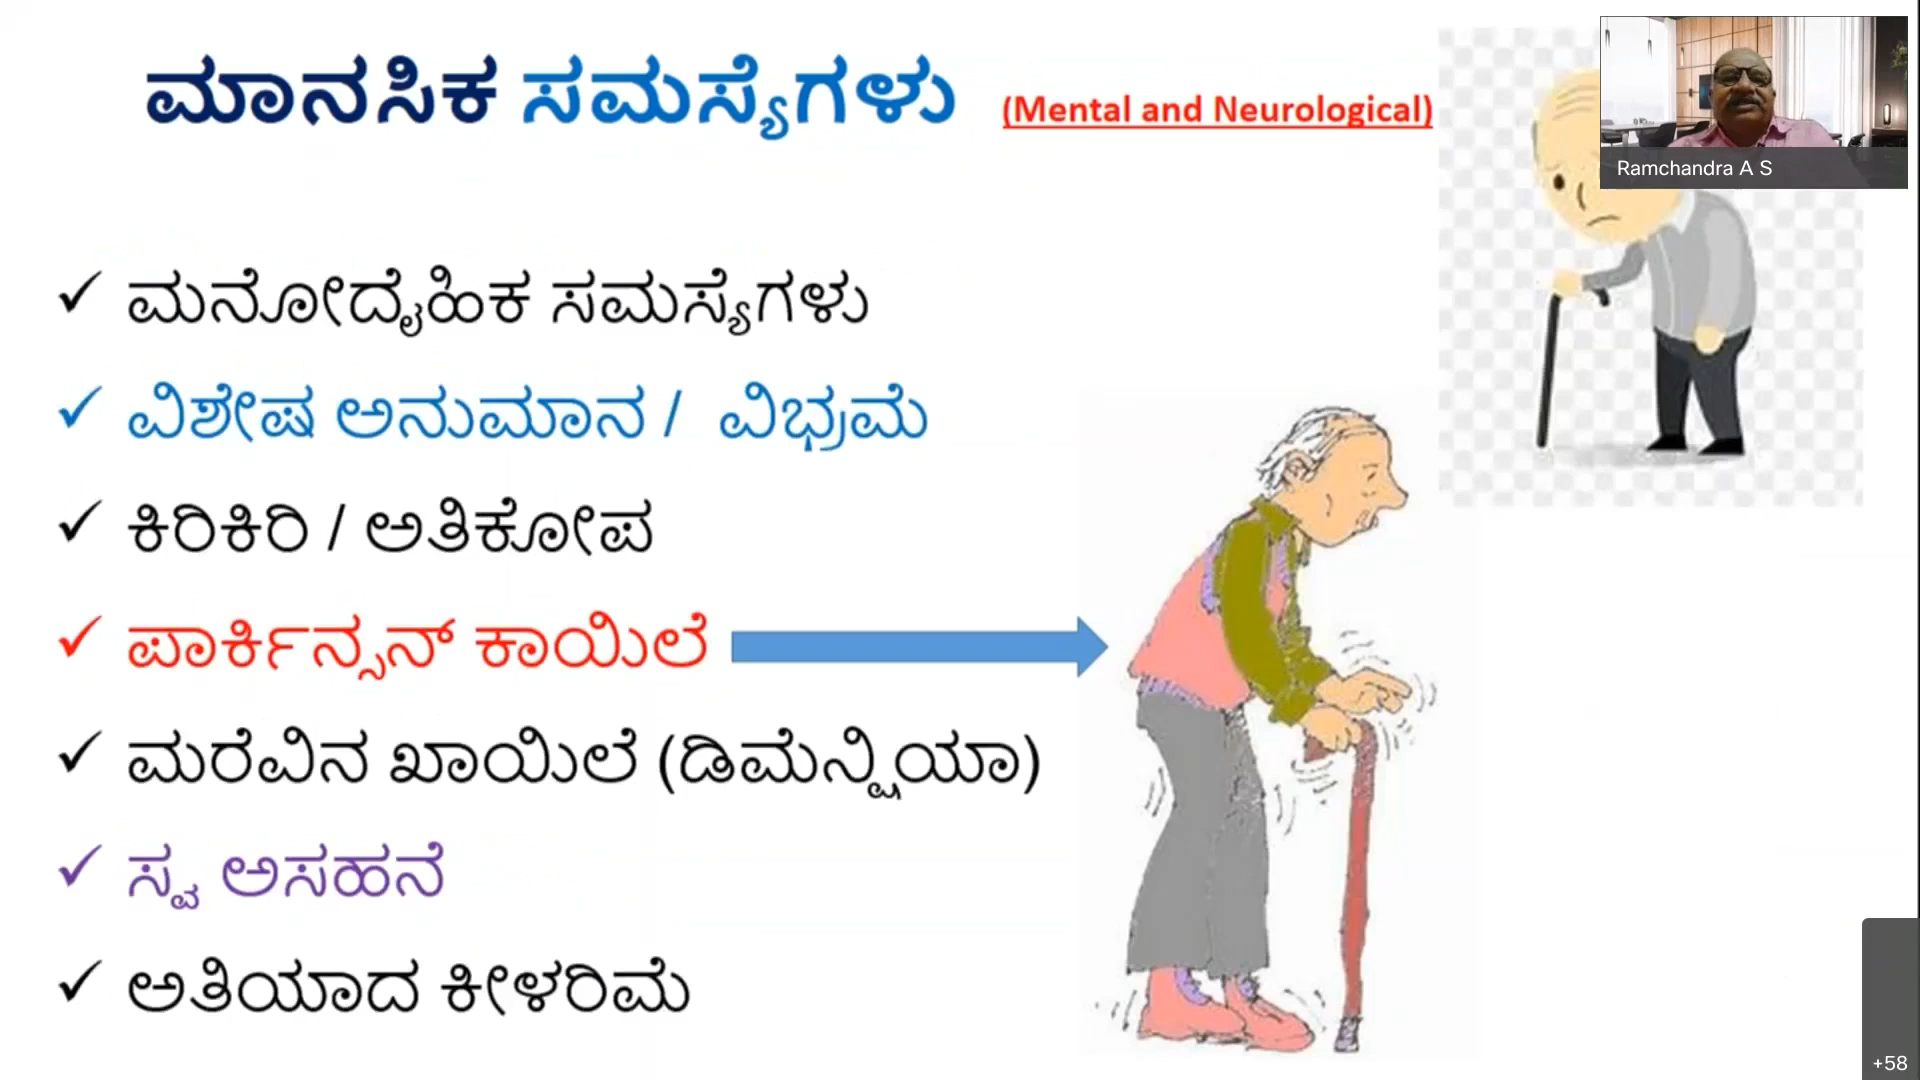 ಮಾನಸಿಕ ಸಮಸ್ಯೆಗಳು (Mental and Neurological)
Ramchandra A S
✓ ಮನೋದೈಹಿಕ ಸಮಸ್ಯೆಗಳು
✓ ವಿಶೇಷ ಅನುಮಾನ / ವಿಭ್ರಮೆ
✓ ಕಿರಿಕಿರಿ / ಅತಿಕೋಪ
✓ ಪಾರ್ಕಿನ್ಸನ್ ಕಾಯಿಲೆ
✓ ಮರೆವಿನ ಖಾಯಿಲೆ (ಡಿಮೆನ್ಷಿಯಾ)
✓ ಸ್ವ ಅಸಹನೆ
✓ ಅತಿಯಾದ ಕೀಳರಿಮೆ
+58